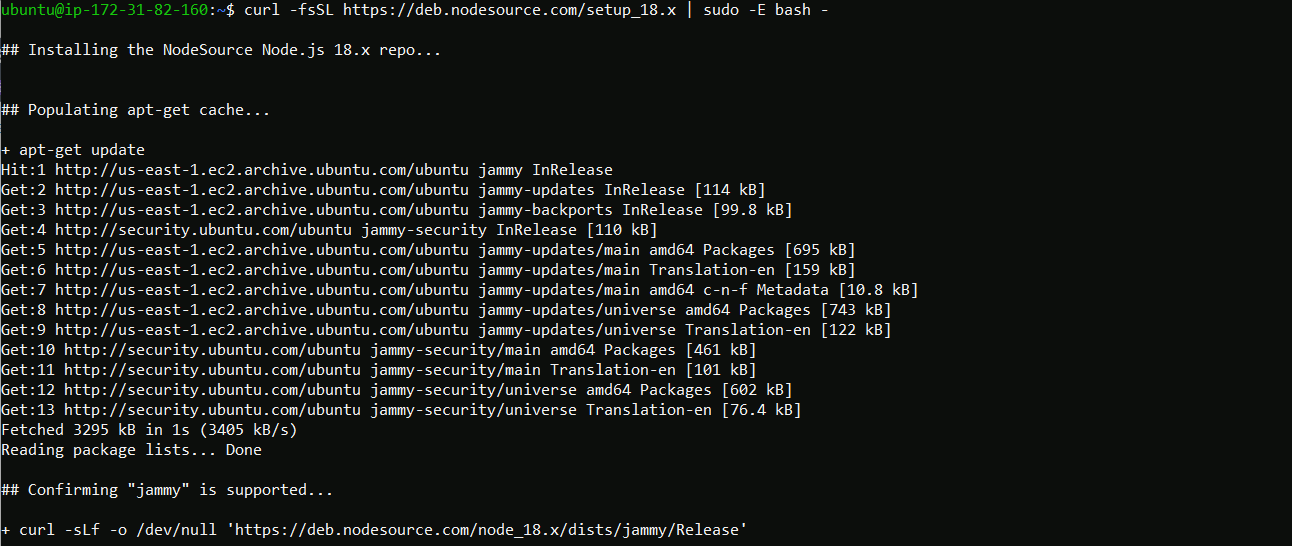 ubuntu@ip-172-31-82-160:~$ curl -fsSL https://deb.nodesource.com/setup_18.x | sudo -E bash -
## Installing the NodeSource Node.js 18.x repo...
## Populating apt-get cache...
+ apt-get update
Hit:1 http://us-east-1.ec2.archive.ubuntu.com/ubuntu jammy InRelease
Get:2 http://us-east-1.ec2.archive.ubuntu.com/ubuntu jammy-updates InRelease [114 kB]
Get:3 http://us-east-1.ec2.archive.ubuntu.com/ubuntu jammy-backports InRelease [99.8 kB]
Get:4 http://security.ubuntu.com/ubuntu jammy-security InRelease [110 kB]
Get:5 http://us-east-1.ec2.archive.ubuntu.com/ubuntu jammy-updates/main amd64 Packages [695 kB]
Get:6 http://us-east-1.ec2.archive.ubuntu.com/ubuntu jammy-updates/main Translation-en [159 kB]
Get:7 http://us-east-1.ec2.archive.ubuntu.com/ubuntu jammy-updates/main amd64 c-n-f Metadata [10.8 kB]
Get:8 http://us-east-1.ec2.archive.ubuntu.com/ubuntu jammy-updates/universe amd64 Packages [743 kB]
Get:9 http://us-east-1.ec2.archive.ubuntu.com/ubuntu jammy-updates/universe Translation-en [122 kB]
Get:10 http://security.ubuntu.com/ubuntu jammy-security/main amd64 Packages [461 kB]
Get:11 http://security.ubuntu.com/ubuntu jammy-security/main Translation-en [101 kB]
Get:12 http://security.ubuntu.com/ubuntu jammy-security/universe amd64 Packages [602 kB]
Get:13 http://security.ubuntu.com/ubuntu jammy-security/universe Translation-en [76.4 kB]
Fetched 3295 kB in 1s (3405 kB/s)
Reading package lists... Done
## Confirming "jammy" is supported...
+ curl -sLf -o /dev/null 'https://deb.nodesource.com/node_18.x/dists/jammy/Release'